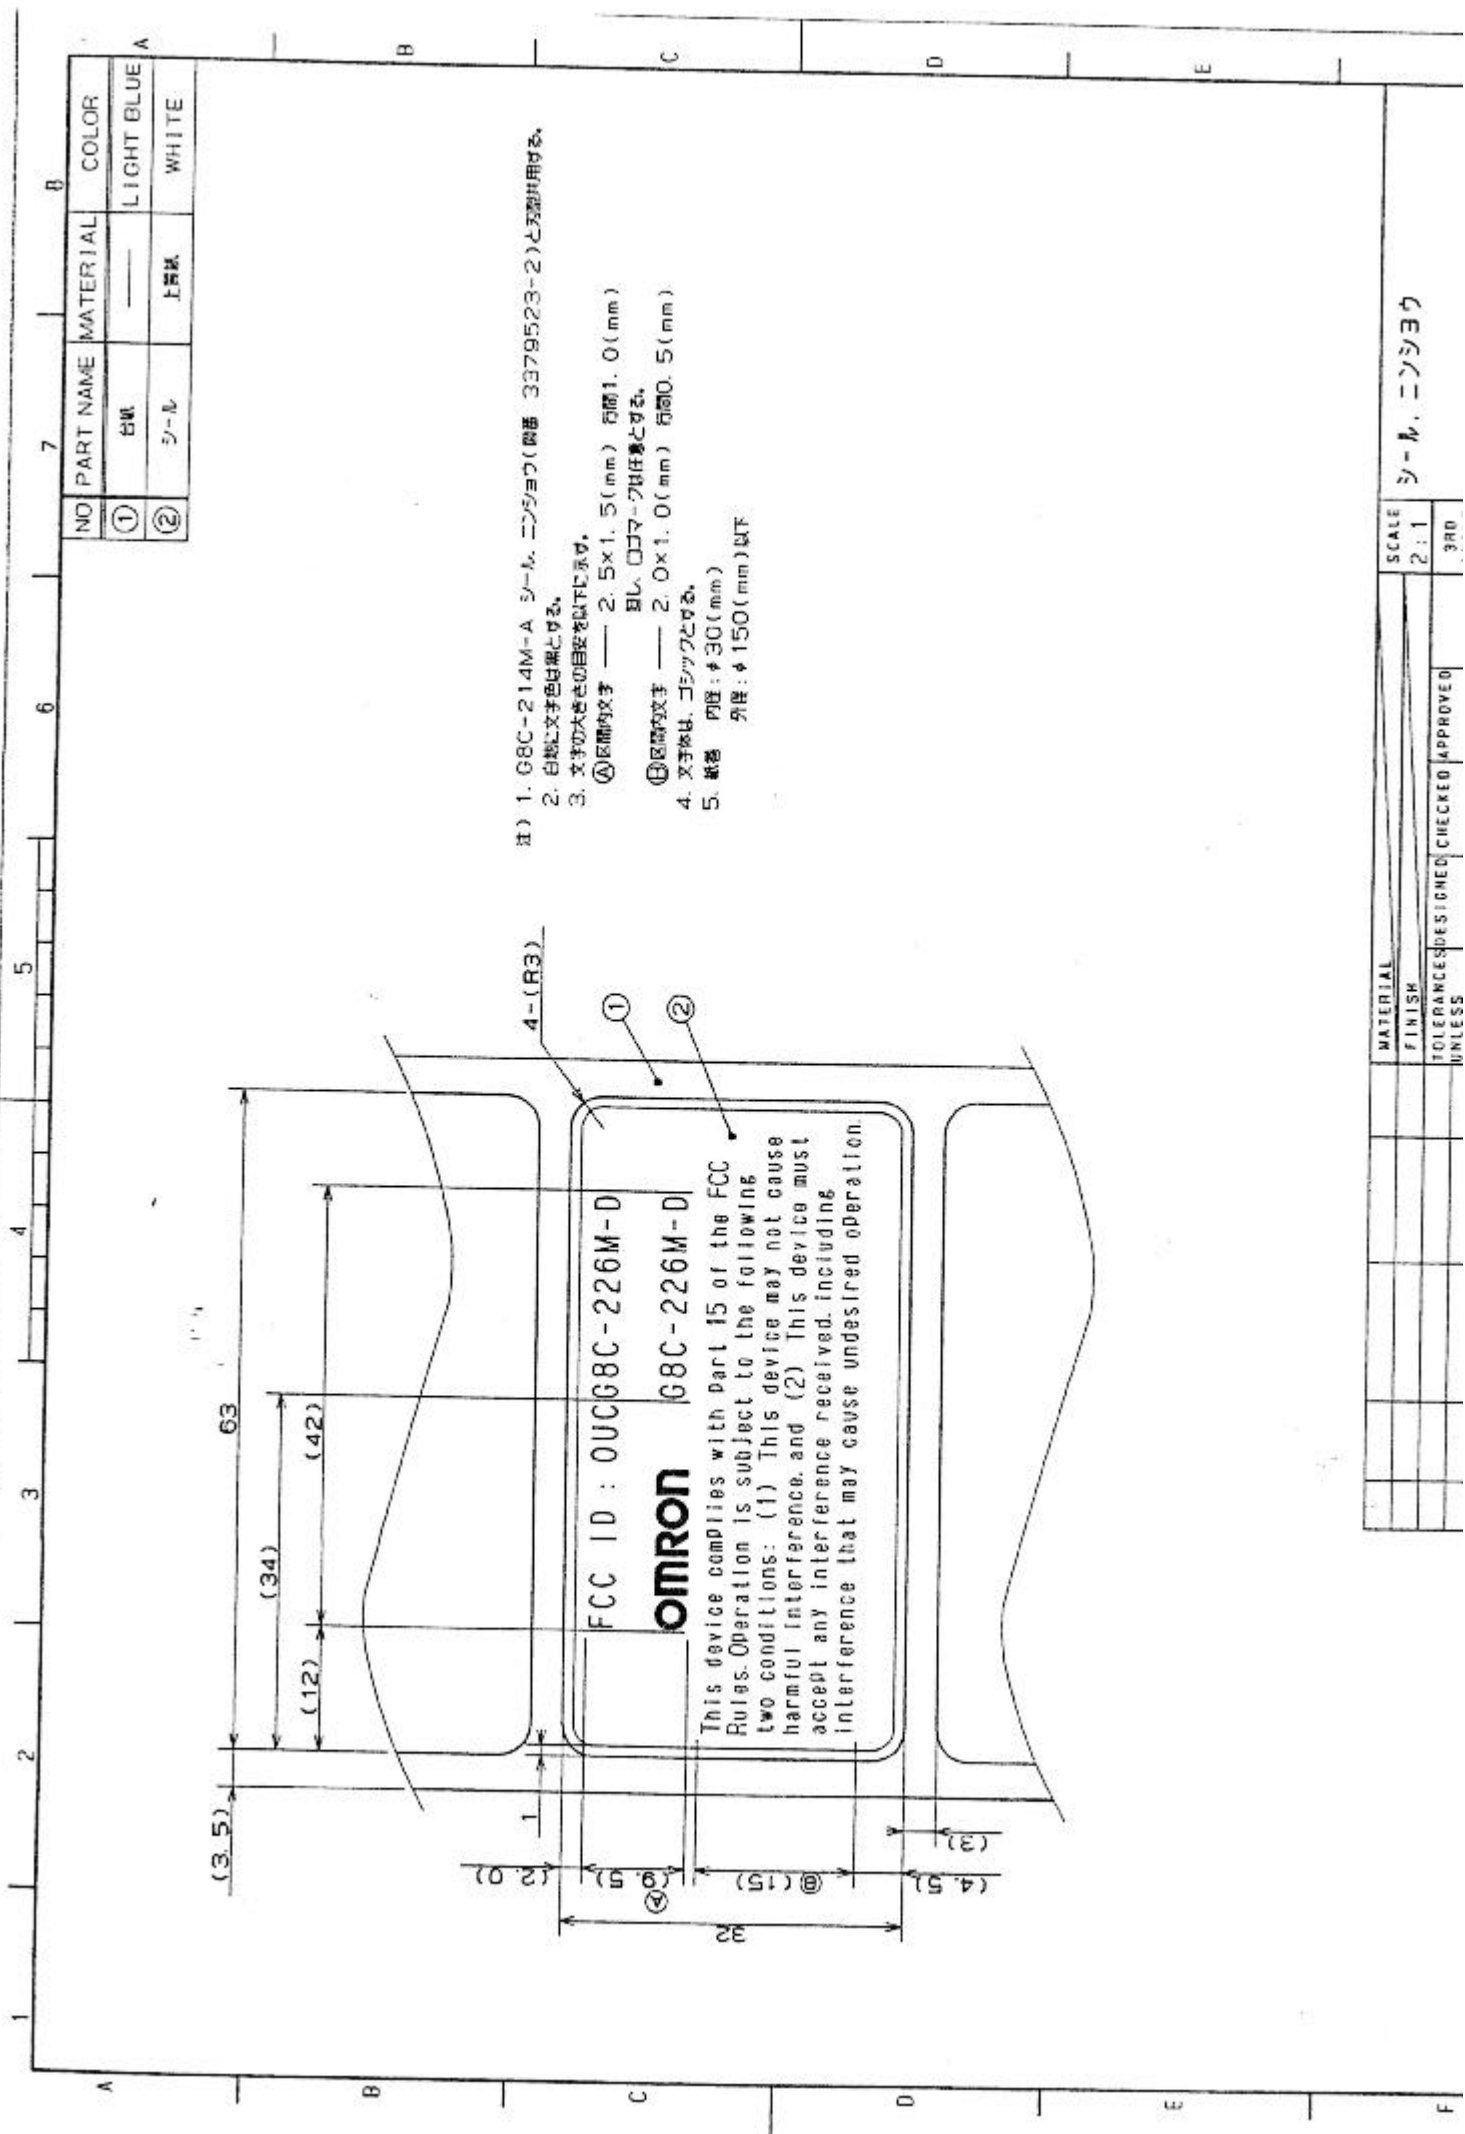 1 2 3 4 5 6 7 8
A
B
C
D
E
F
A
B
C
D
E
NO PART NAME MATERIAL COLOR
① 台紙 —— LIGHT BLUE
② シール 上質紙 WHITE
注) 1. G8C-214M-A シール. ニンショウ(図番 3379523-2)と刃型共用する。
2. 白地に文字色は黒とする。
3. 文字の大きさの目安を以下に示す。
Ⓐ区間内文字 —— 2. 5×1. 5(mm) 行間1. 0(mm)
但し、ロゴマークは任意とする。
Ⓑ区間内文字 —— 2. 0×1. 0(mm) 行間0. 5(mm)
4. 文字体は、ゴシックとする。
5. 紙巻 内径：φ30(mm)
外径：φ150(mm)以下
(3. 5)
63
(34)
(12)
(42)
4-(R3)
①
②
1
(2. 0)
Ⓐ (9. 5)
Ⓑ (15)
(4. 5)
(3)
32
FCC ID : OUCG8C-226M-D
OMRON G8C-226M-D
This device complies with Part 15 of the FCC
Rules. Operation is subject to the following
two conditions: (1) This device may not cause
harmful interference, and (2) This device must
accept any interference received, including
interference that may cause undesired operation.
MATERIAL
FINISH
TOLERANCES DESIGNED CHECKED APPROVED
UNLESS
SCALE
2:1
3RD
シール. ニンショウ